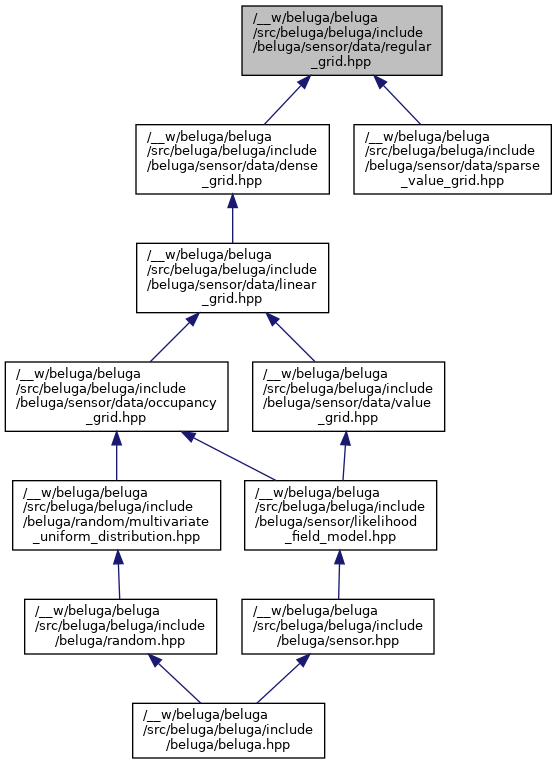 /__w/beluga/beluga
/src/beluga/beluga/include
/beluga/sensor/data/regular
_grid.hpp
/__w/beluga/beluga
/src/beluga/beluga/include
/beluga/sensor/data/dense
_grid.hpp
/__w/beluga/beluga
/src/beluga/beluga/include
/beluga/sensor/data/sparse
_value_grid.hpp
/__w/beluga/beluga
/src/beluga/beluga/include
/beluga/sensor/data/linear
_grid.hpp
/__w/beluga/beluga
/src/beluga/beluga/include
/beluga/sensor/data/occupancy
_grid.hpp
/__w/beluga/beluga
/src/beluga/beluga/include
/beluga/sensor/data/value
_grid.hpp
/__w/beluga/beluga
/src/beluga/beluga/include
/beluga/random/multivariate
_uniform_distribution.hpp
/__w/beluga/beluga
/src/beluga/beluga/include
/beluga/sensor/likelihood
_field_model.hpp
/__w/beluga/beluga
/src/beluga/beluga/include
/beluga/random.hpp
/__w/beluga/beluga
/src/beluga/beluga/include
/beluga/sensor.hpp
/__w/beluga/beluga
/src/beluga/beluga/include
/beluga/beluga.hpp